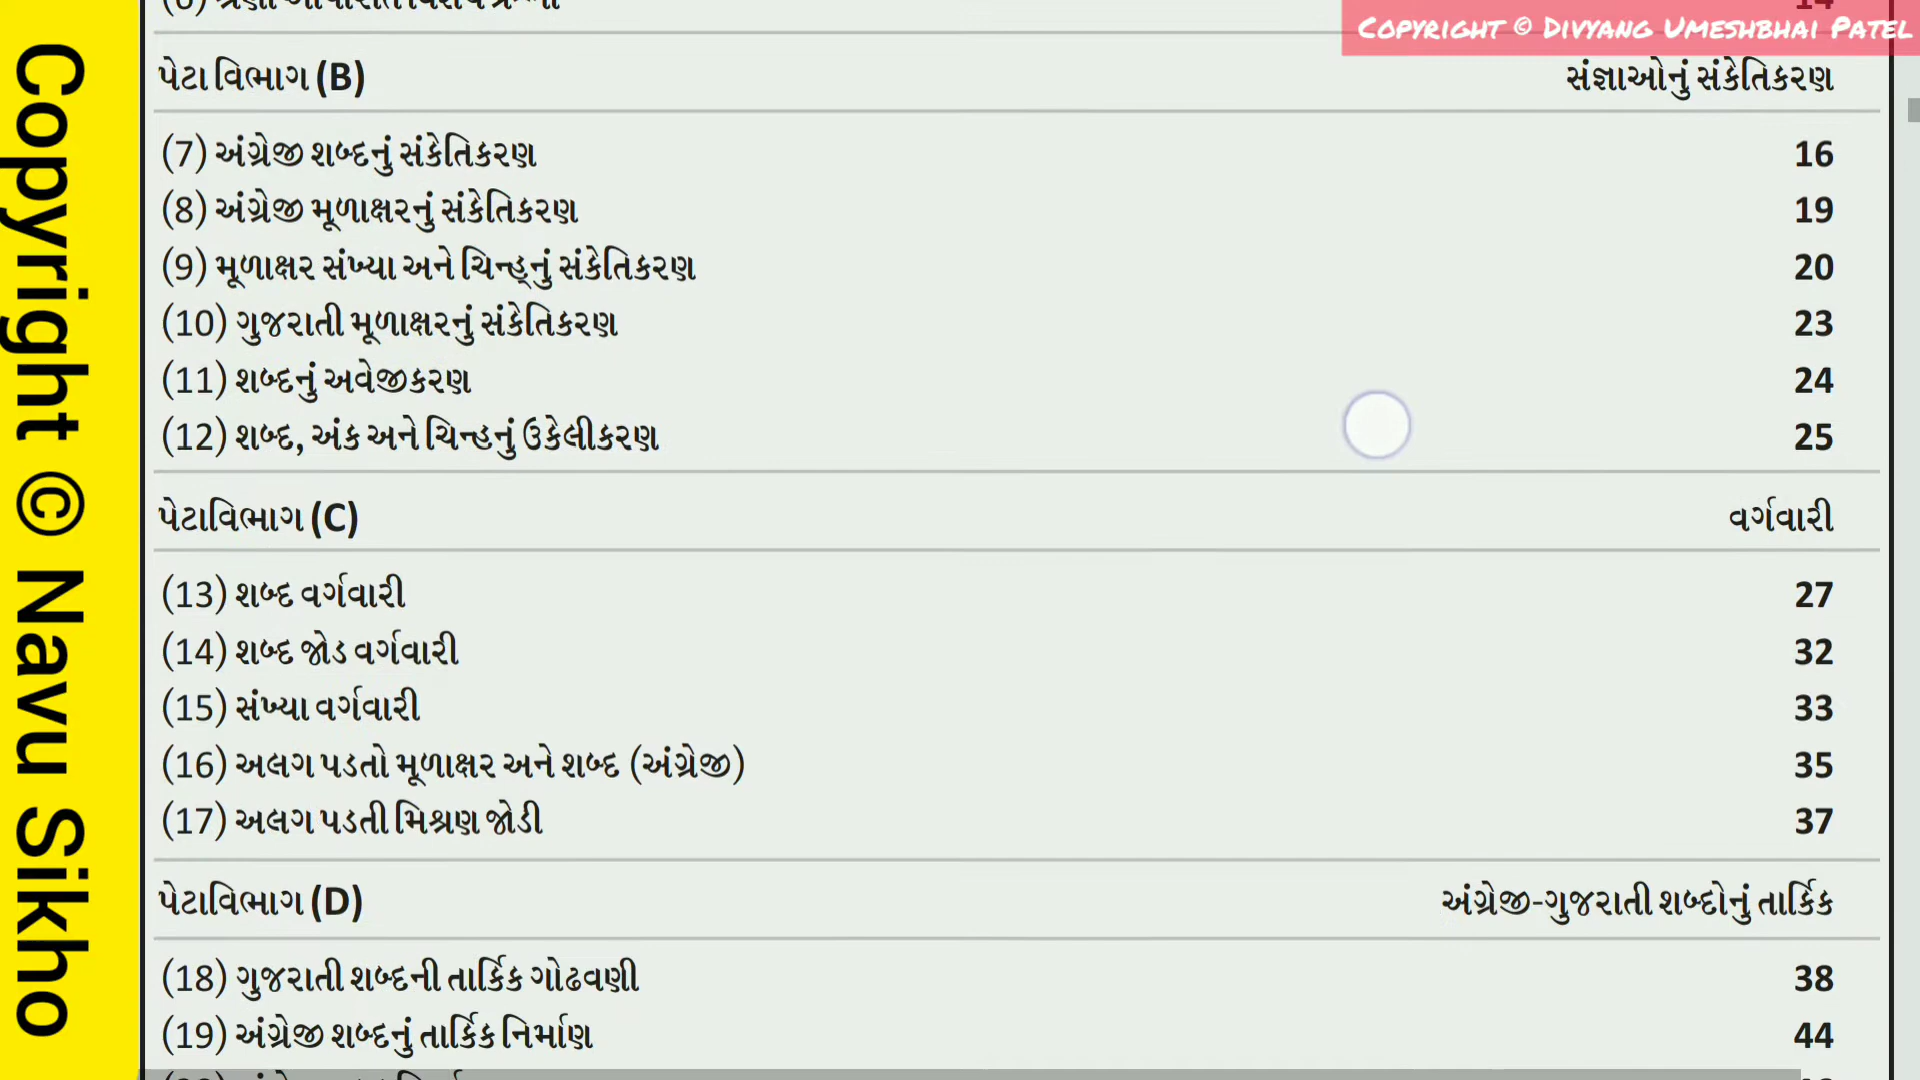 COPYRIGHT © DIVYANG UMESHBHAI PATEL
Copyright © Navu Sikho
14
પેટા વિભાગ (B) સંજ્ઞાઓનું સંકેતિકરણ
(7) અંગ્રેજી શબ્દનું સંકેતિકરણ 16
(8) અંગ્રેજી મૂળાક્ષરનું સંકેતિકરણ 19
(9) મૂળાક્ષર સંખ્યા અને ચિન્હ્નું સંકેતિકરણ 20
(10) ગુજરાતી મૂળાક્ષરનું સંકેતિકરણ 23
(11) શબ્દનું અવેજીકરણ 24
(12) શબ્દ, અંક અને ચિન્હનું ઉકેલીકરણ 25
પેટાવિભાગ (C) વર્ગવારી
(13) શબ્દ વર્ગવારી 27
(14) શબ્દ જોડ વર્ગવારી 32
(15) સંખ્યા વર્ગવારી 33
(16) અલગ પડતો મૂળાક્ષર અને શબ્દ (અંગ્રેજી) 35
(17) અલગ પડતી મિશ્રણ જોડી 37
પેટાવિભાગ (D) અંગ્રેજી-ગુજરાતી શબ્દોનું તાર્કિક
(18) ગુજરાતી શબ્દની તાર્કિક ગોઢવણી 38
(19) અંગ્રેજી શબ્દનું તાર્કિક નિર્માણ 44